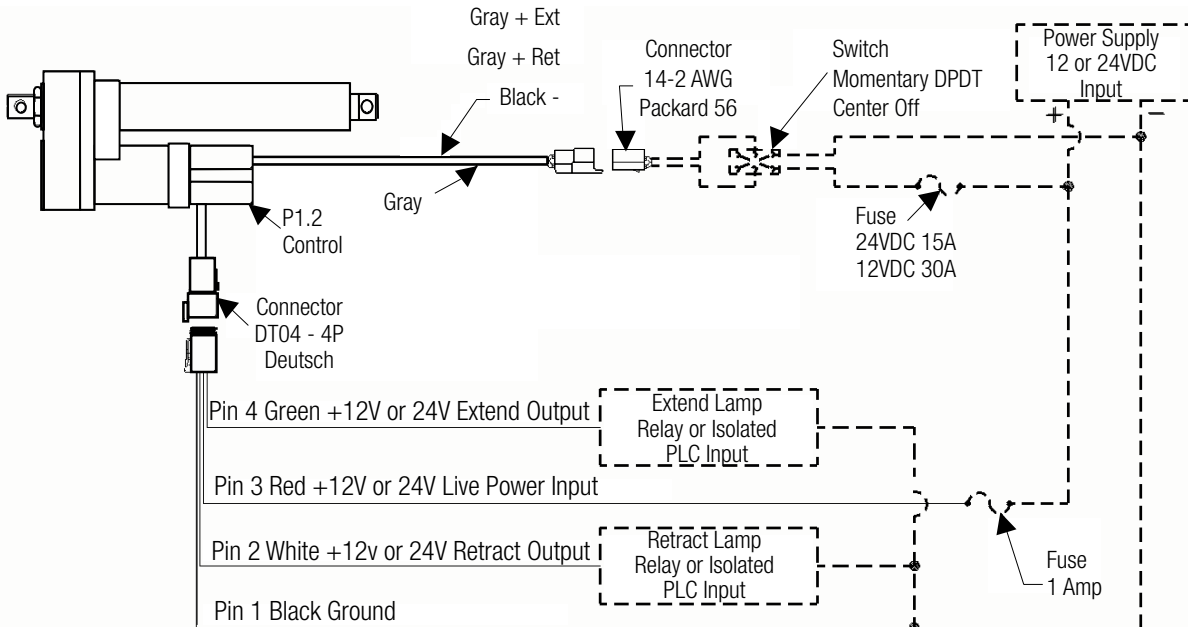 Gray + Ext
Gray + Ret
Black -
Gray
Connector
14-2 AWG
Packard 56
Switch
Momentary DPDT
Center Off
Power Supply
12 or 24VDC
Input
+
−
Fuse
24VDC 15A
12VDC 30A
P1.2
Control
Connector
DT04 - 4P
Deutsch
Pin 4 Green +12V or 24V Extend Output
Extend Lamp
Relay or Isolated
PLC Input
Pin 3 Red +12V or 24V Live Power Input
Pin 2 White +12v or 24V Retract Output
Retract Lamp
Relay or Isolated
PLC Input
Fuse
1 Amp
Pin 1 Black Ground